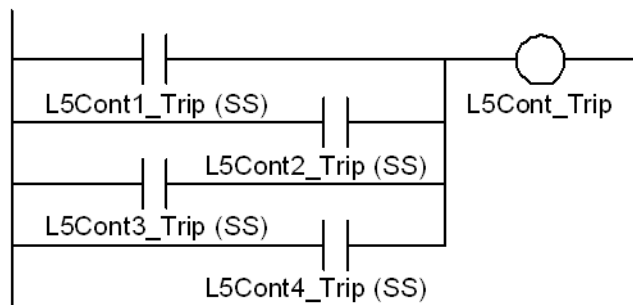 L5Cont1_Trip (SS)
L5Cont_Trip
L5Cont2_Trip (SS)
L5Cont3_Trip (SS)
L5Cont4_Trip (SS)